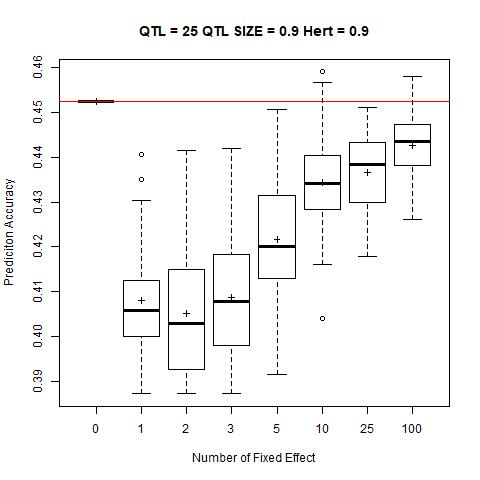 QTL = 25 QTL SIZE = 0.9 Hert = 0.9
0.46
0.45
0.44
0.43
0.42
0.41
0.40
0.39
Prediciton Accuracy
0 1 2 3 5 10 25 100
Number of Fixed Effect